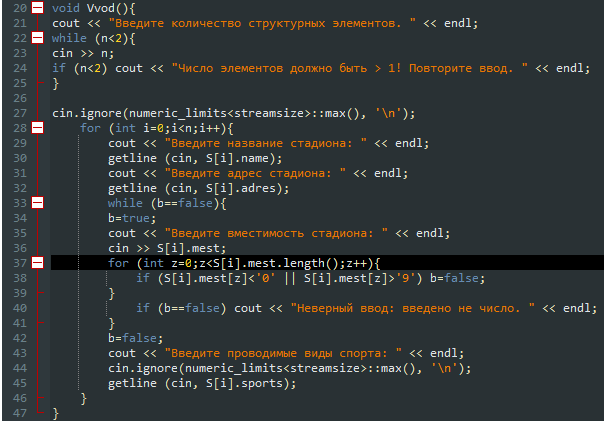 20 void Vvod(){
21 cout << "Введите количество структурных элементов. " << endl;
22 while (n<2){
23 cin >> n;
24 if (n<2) cout << "Число элементов должно быть > 1! Повторите ввод. " << endl;
25 }
26
27 cin.ignore(numeric_limits<streamsize>::max(), '\n');
28 for (int i=0;i<n;i++){
29 cout << "Введите название стадиона: " << endl;
30 getline (cin, S[i].name);
31 cout << "Введите адрес стадиона: " << endl;
32 getline (cin, S[i].adres);
33 while (b==false){
34 b=true;
35 cout << "Введите вместимость стадиона: " << endl;
36 cin >> S[i].mest;
37 for (int z=0;z<S[i].mest.length();z++){
38 if (S[i].mest[z]<'0' || S[i].mest[z]>'9') b=false;
39 }
40 if (b==false) cout << "Неверный ввод: введено не число. " << endl;
41 }
42 b=false;
43 cout << "Введите проводимые виды спорта: " << endl;
44 cin.ignore(numeric_limits<streamsize>::max(), '\n');
45 getline (cin, S[i].sports);
46 }
47 }